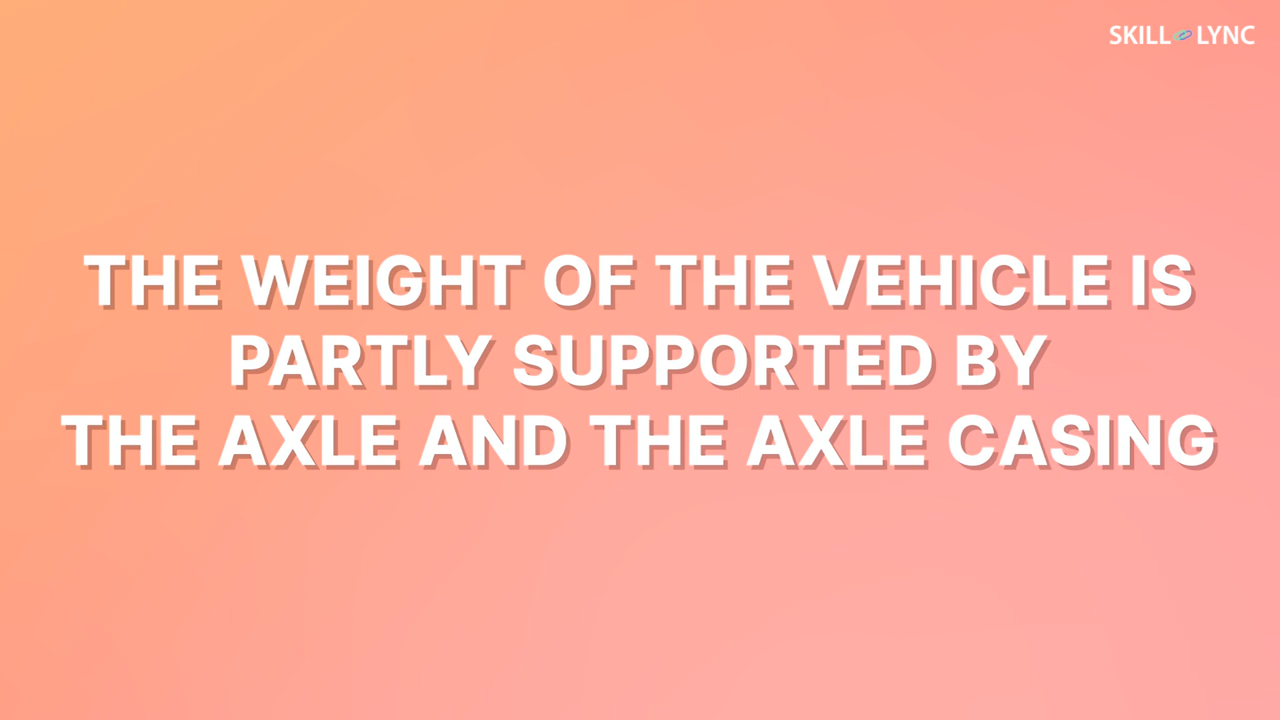 SKILL LYNC
THE WEIGHT OF THE VEHICLE IS
PARTLY SUPPORTED BY
THE AXLE AND THE AXLE CASING